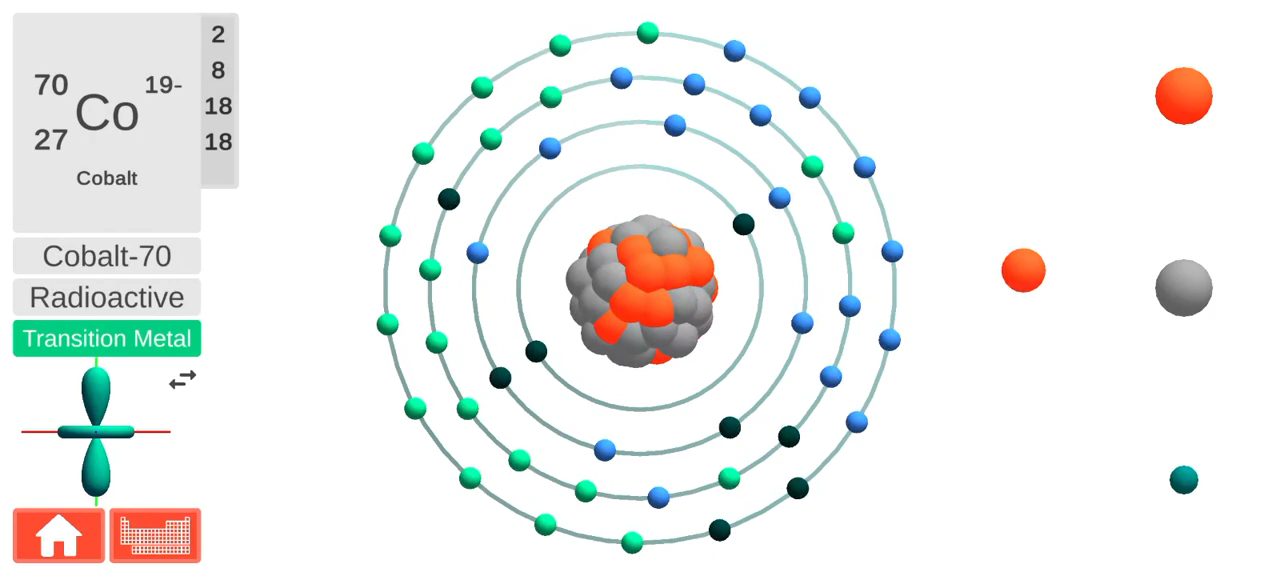 2
8
18
18
70
Co
19-
27
Cobalt
Cobalt-70
Radioactive
Transition Metal